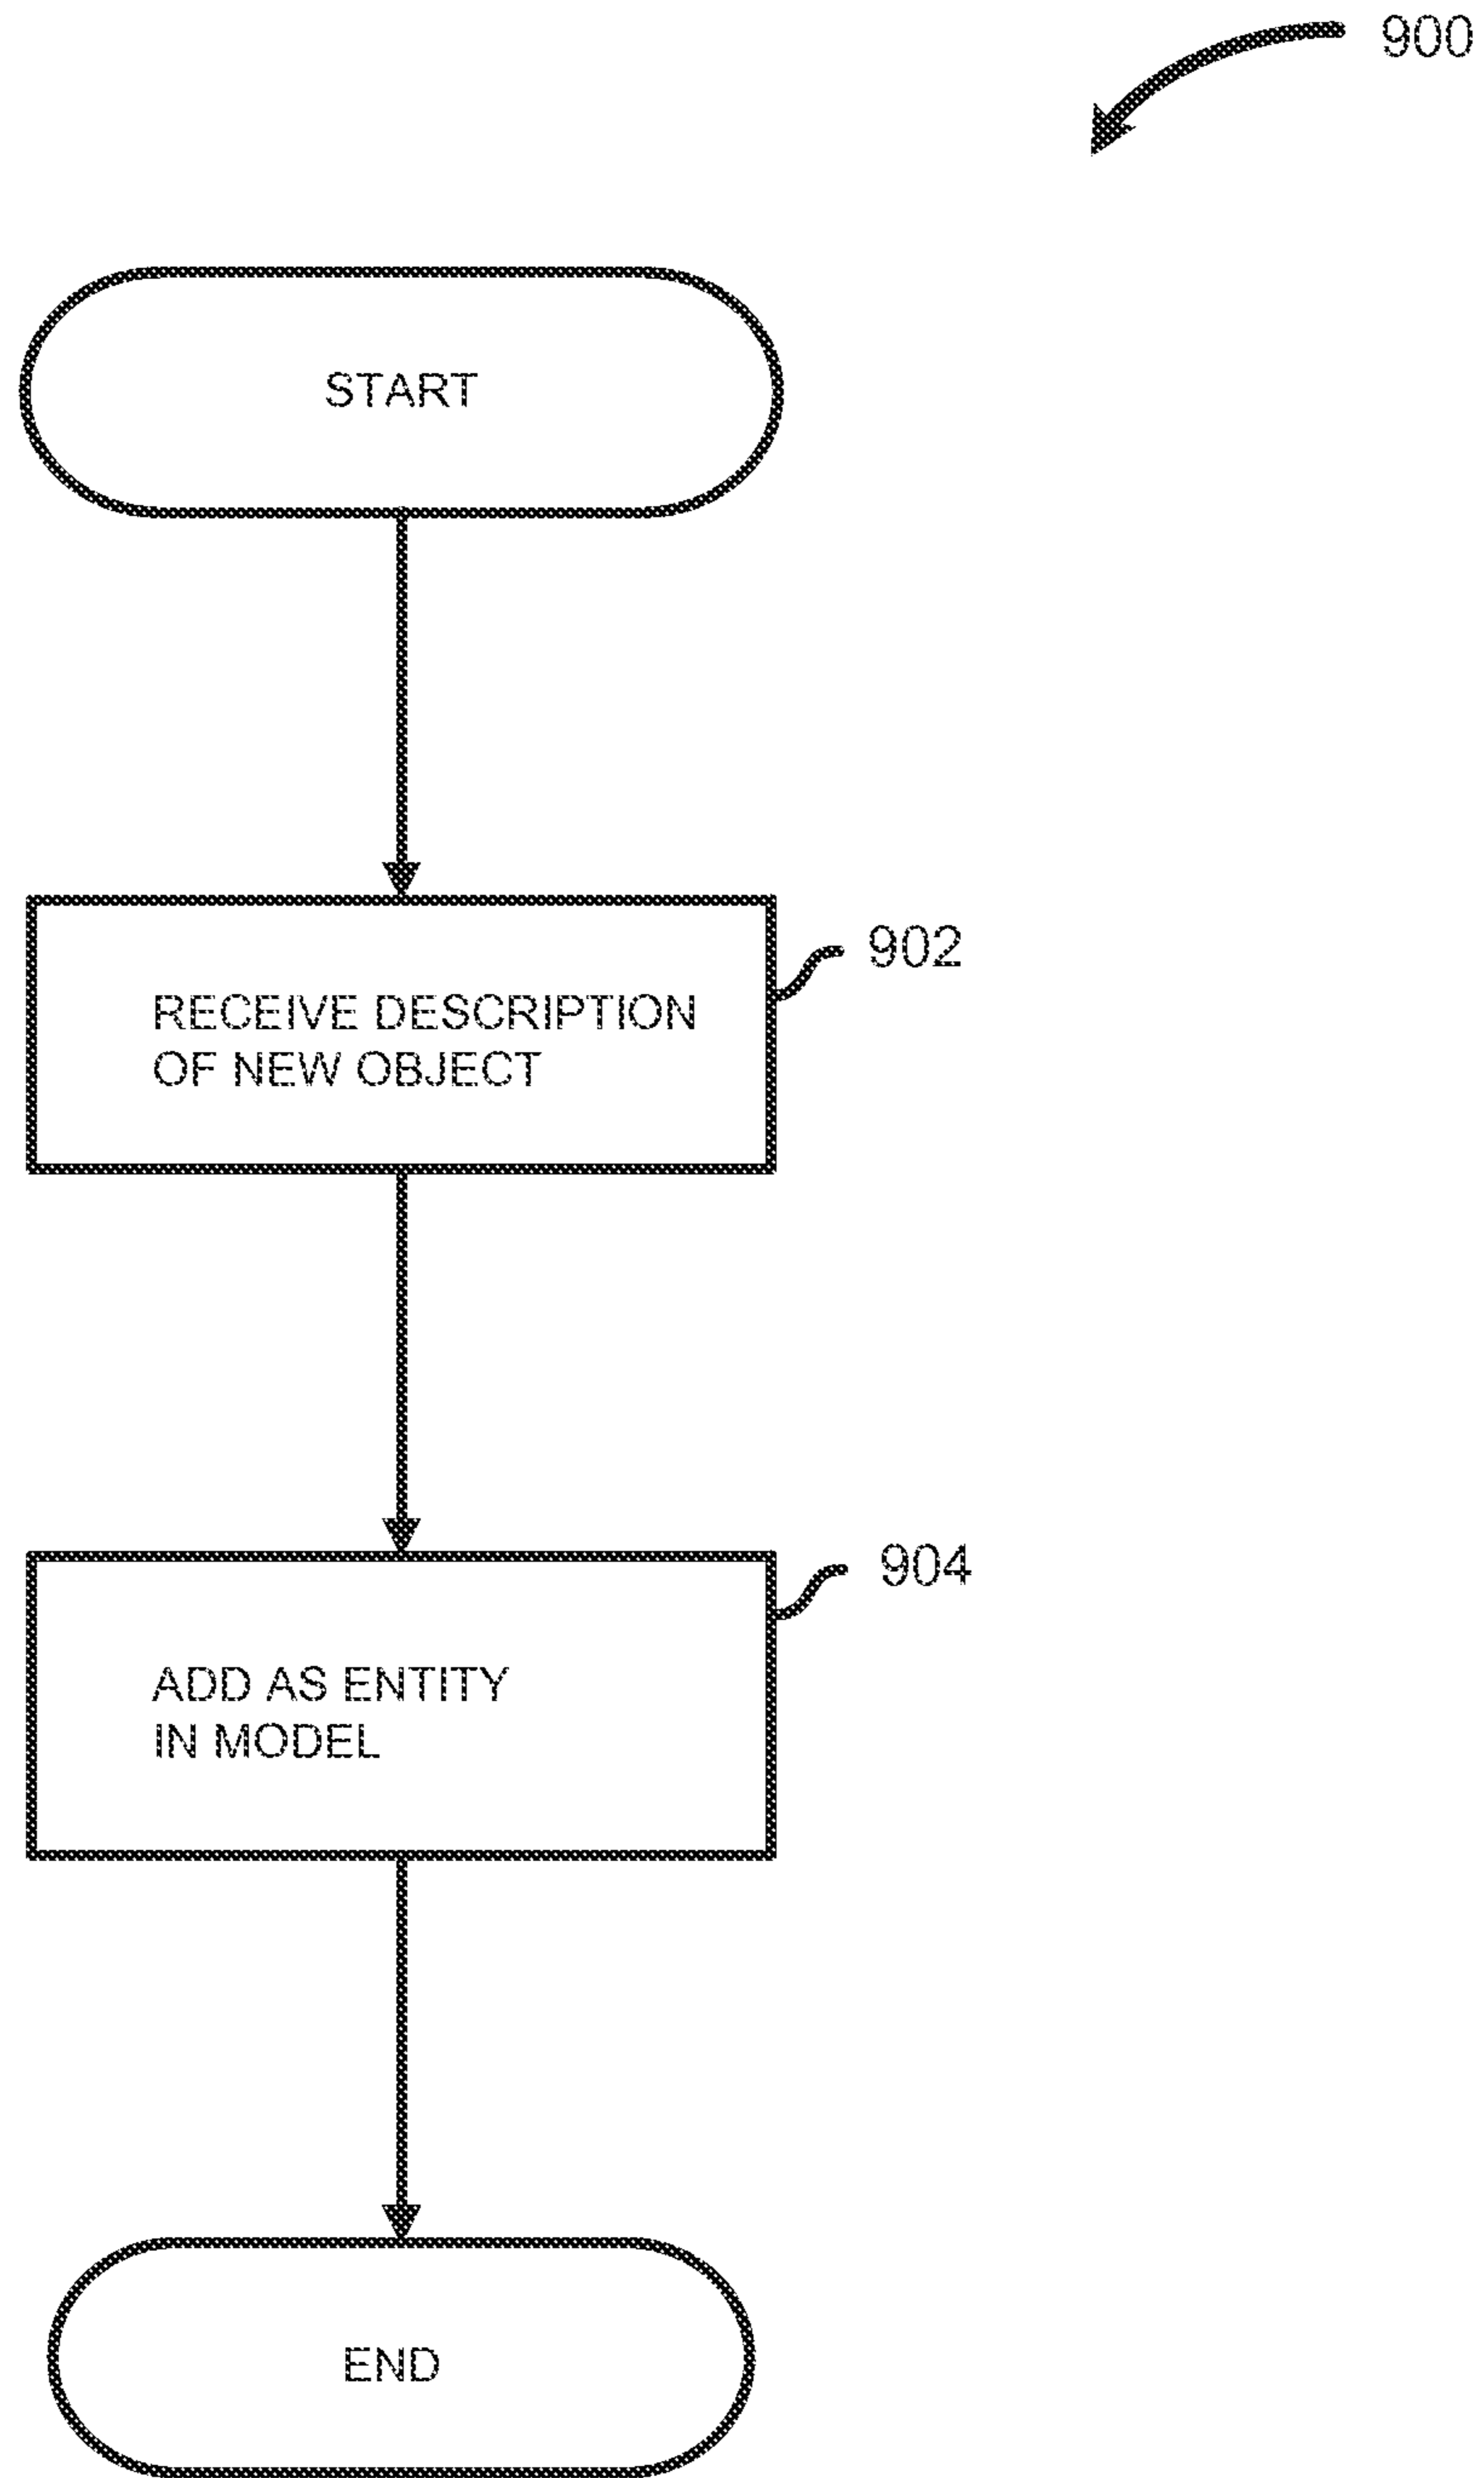 900
START
902
RECEIVE DESCRIPTION
OF NEW OBJECT
904
ADD AS ENTITY
IN MODEL
END